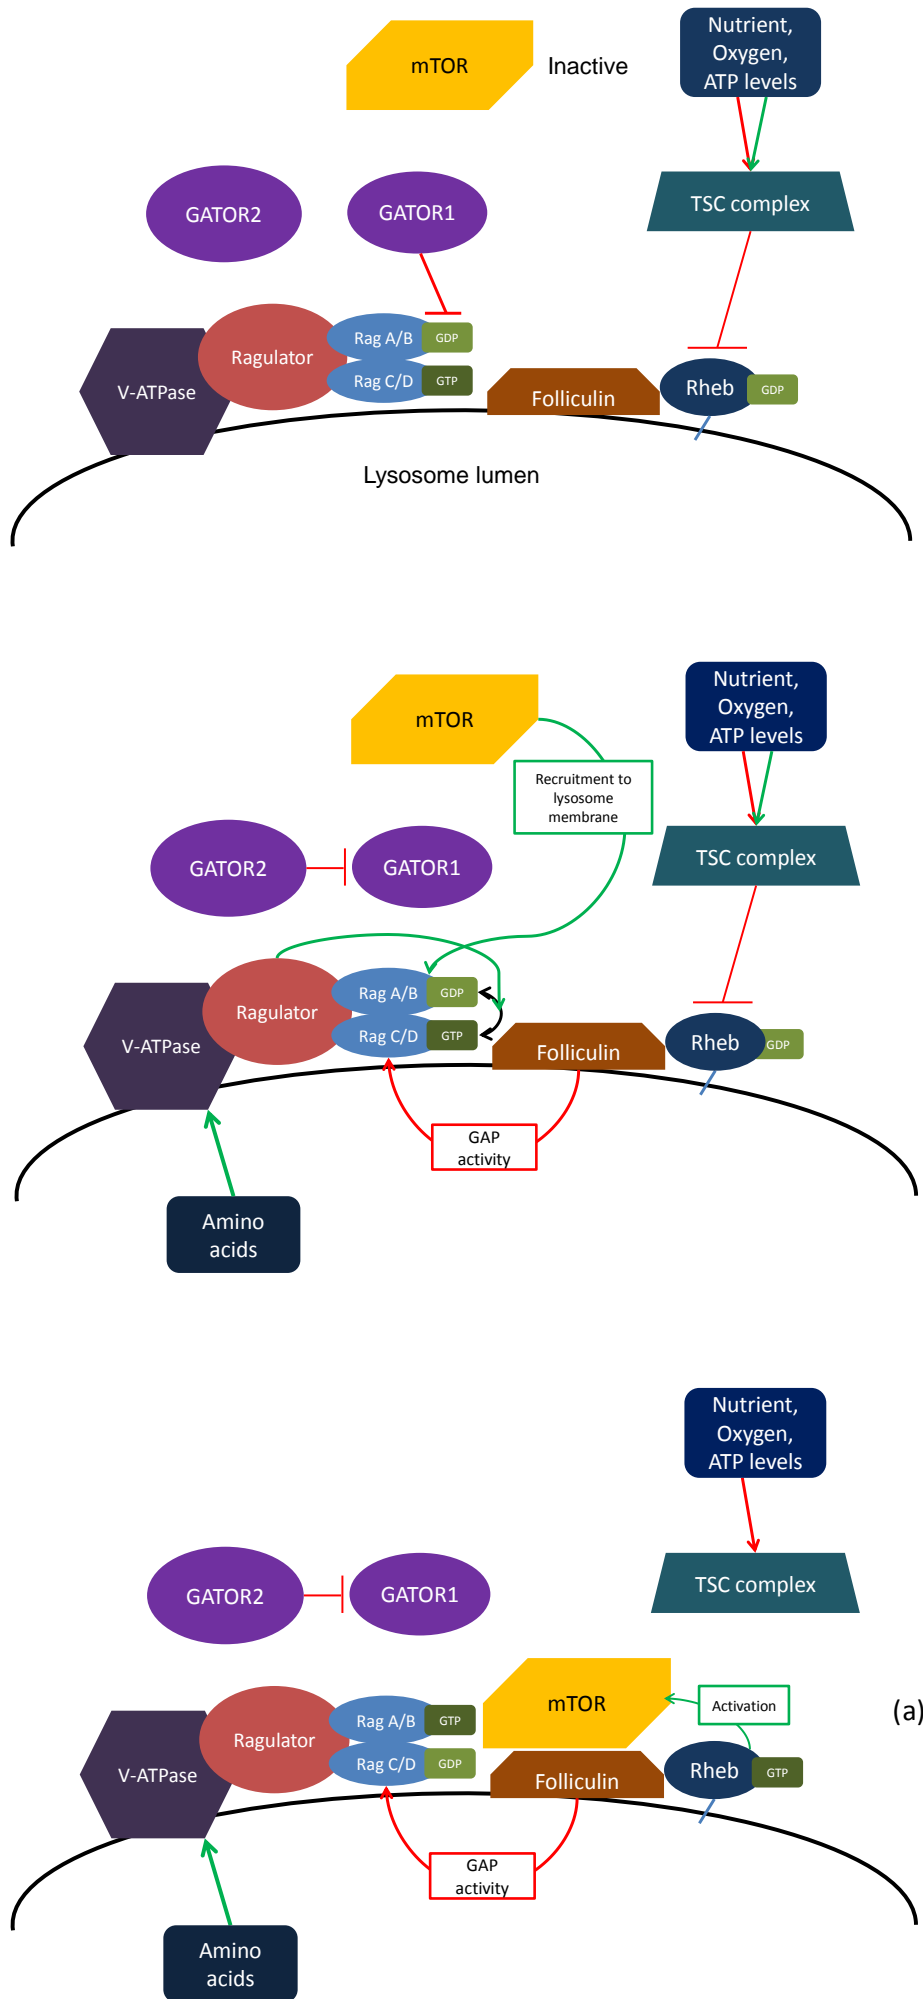 Nutrient,
Oxygen,
ATP levels
mTOR
Inactive
TSC complex
GATOR2
GATOR1
Rag A/B
GDP
Ragulator
V-ATPase
Rag C/D
GTP
Folliculin
Rheb
GDP
Lysosome lumen
Nutrient,
Oxygen,
ATP levels
mTOR
Recruitment to
lysosome
membrane
TSC complex
GATOR2
GATOR1
Rag A/B
GDP
Ragulator
V-ATPase
Rag C/D
GTP
Folliculin
Rheb
GDP
GAP
activity
Amino
acids
Nutrient,
Oxygen,
ATP levels
TSC complex
GATOR2
GATOR1
mTOR
Activation
(a)
Rag A/B
GTP
Ragulator
V-ATPase
Rag C/D
GDP
Folliculin
Rheb
GTP
GAP
activity
Amino
acids